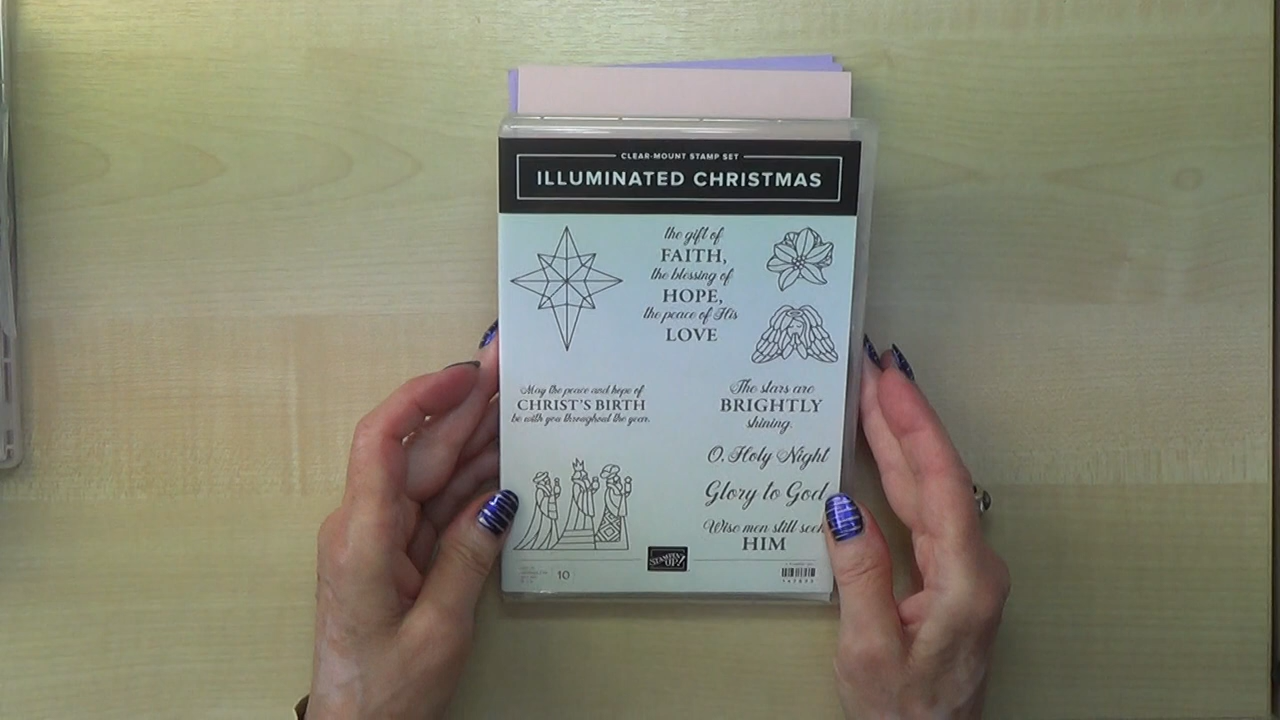 CLEAR-MOUNT STAMP SET
ILLUMINATED CHRISTMAS
the gift of
FAITH,
the blessing of
HOPE,
the peace of His
LOVE
May the peace and hope of
CHRIST'S BIRTH
be with you throughout the year.
The stars are
BRIGHTLY
shining.
O, Holy Night
Glory to God
Wise men still seek
HIM
STAMPIN' UP!
10